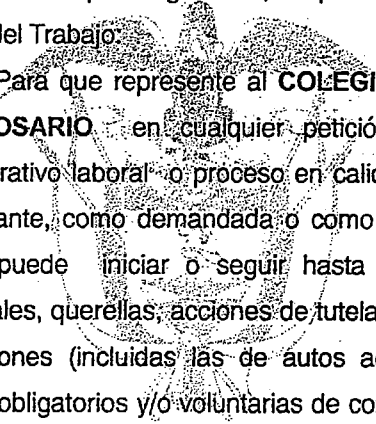 del Trabajo:
Para que represente al COLEGI
OSARIO en cualquier petició
rativo laboral o proceso en calid
ante, como demandada o como
puede iniciar o seguir hasta
ales, querellas, acciones de tutela
ones (incluidas las de autos a
obligatorios y/o voluntarias de co